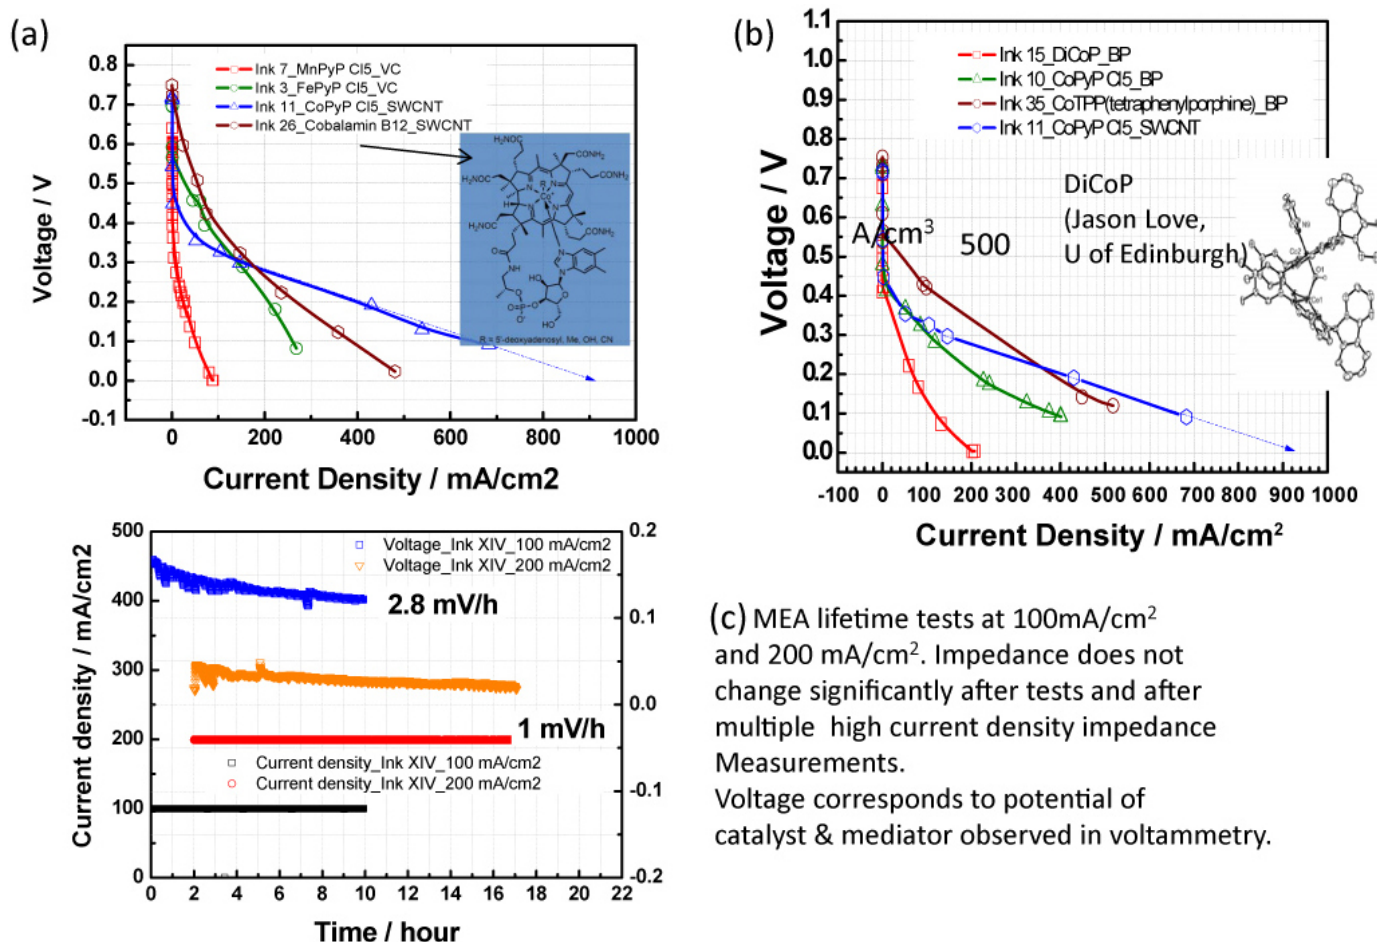 (a)
Voltage / V
0.8
0.7
0.6
0.5
0.4
0.3
0.2
0.1
0.0
-0.1
Ink 7_MnPyP Cl5_VC
Ink 3_FePyP Cl5_VC
Ink 11_CoPyP Cl5_SWCNT
Ink 26_Cobalamin B12_SWCNT
R = 5'-deoxyadenosyl, Me, OH, CN
0 200 400 600 800 1000
Current Density / mA/cm2
(b)
Voltage / V
1.1
1.0
0.9
0.8
0.7
0.6
0.5
0.4
0.3
0.2
0.1
0.0
Ink 15_DiCoP_BP
Ink 10_CoPyP Cl5_BP
Ink 35_CoTPP(tetraphenylporphine)_BP
Ink 11_CoPyP Cl5_SWCNT
DiCoP
(Jason Love,
U of Edinburgh)
A/cm³ 500
-100 0 100 200 300 400 500 600 700 800 900 1000
Current Density / mA/cm²
Current density / mA/cm2
500
400
300
200
100
0
0.2
0.1
0.0
-0.1
-0.2
Voltage_Ink XIV_100 mA/cm2
Voltage_Ink XIV_200 mA/cm2
2.8 mV/h
1 mV/h
Current density_Ink XIV_100 mA/cm2
Current density_Ink XIV_200 mA/cm2
0 2 4 6 8 10 12 14 16 18 20 22
Time / hour
(c) MEA lifetime tests at 100mA/cm²
and 200 mA/cm². Impedance does not
change significantly after tests and after
multiple high current density impedance
Measurements.
Voltage corresponds to potential of
catalyst & mediator observed in voltammetry.